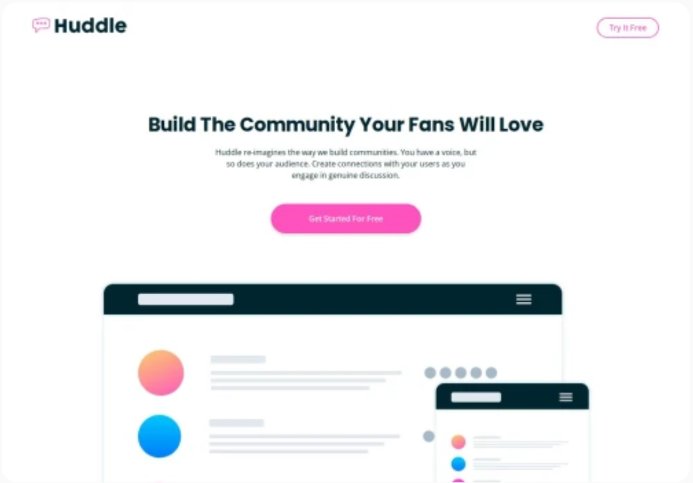 Huddle
Try It Free
Build The Community Your Fans Will Love
Huddle re-imagines the way we build communities. You have a voice, but
so does your audience. Create connections with your users as you
engage in genuine discussion.
Get Started For Free